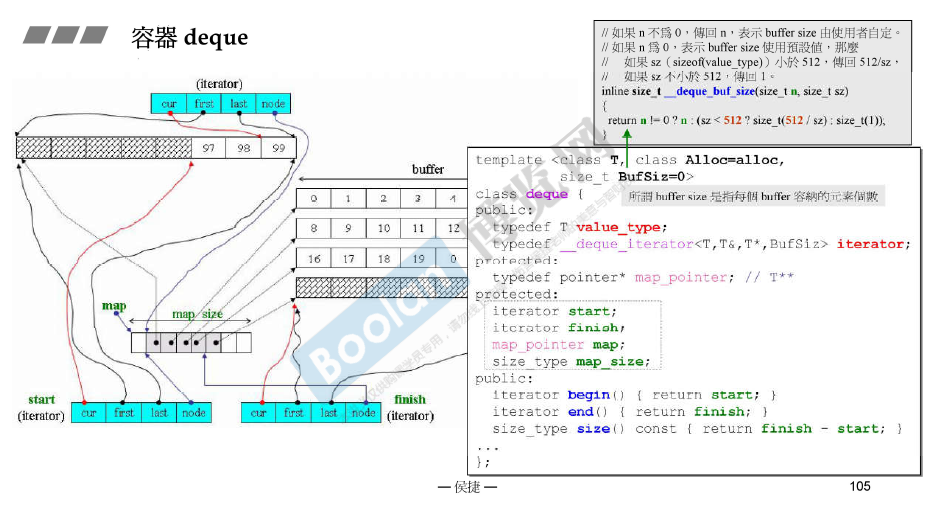 容器 deque
// 如果 n 不為 0，傳回 n，表示 buffer size 由使用者自定。
// 如果 n 為 0，表示 buffer size 使用預設值，那麼
// 如果 sz（sizeof(value_type)）小於 512，傳回 512/sz，
// 如果 sz 不小於 512，傳回 1。
inline size_t __deque_buf_size(size_t n, size_t sz)
{
return n != 0 ? n : (sz < 512 ? size_t(512 / sz) : size_t(1));
}
(iterator)
cur first last node
97 98 99
buffer
0 1 2 3 4
8 9 10 11 12
16 17 18 19 0
map
map size
start
(iterator)
cur first last node
cur first last node
finish
(iterator)
template <class T, class Alloc=alloc,
size_t BufSiz=0>
class deque {
所謂 buffer size 是指每個 buffer 容納的元素個數
public:
typedef T value_type;
typedef __deque_iterator<T,T&,T*,BufSiz> iterator;
protected:
typedef pointer* map_pointer; // T**
protected:
iterator start;
iterator finish;
map_pointer map;
size_type map_size;
public:
iterator begin() { return start; }
iterator end() { return finish; }
size_type size() const { return finish - start; }
...
};
Boolan 博览网
— 侯捷 —
105